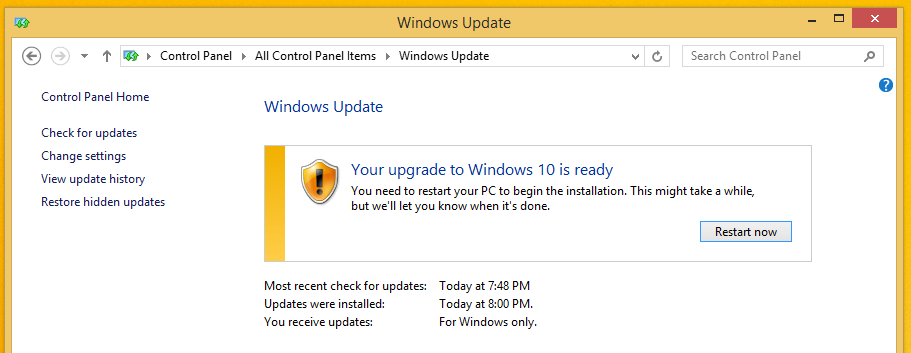 Windows Update
Control Panel All Control Panel Items Windows Update
Search Control Panel
Control Panel Home
Check for updates
Change settings
View update history
Restore hidden updates
Windows Update
Your upgrade to Windows 10 is ready
You need to restart your PC to begin the installation. This might take a while,
but we'll let you know when it's done.
Restart now
Most recent check for updates: Today at 7:48 PM
Updates were installed: Today at 8:00 PM.
You receive updates: For Windows only.